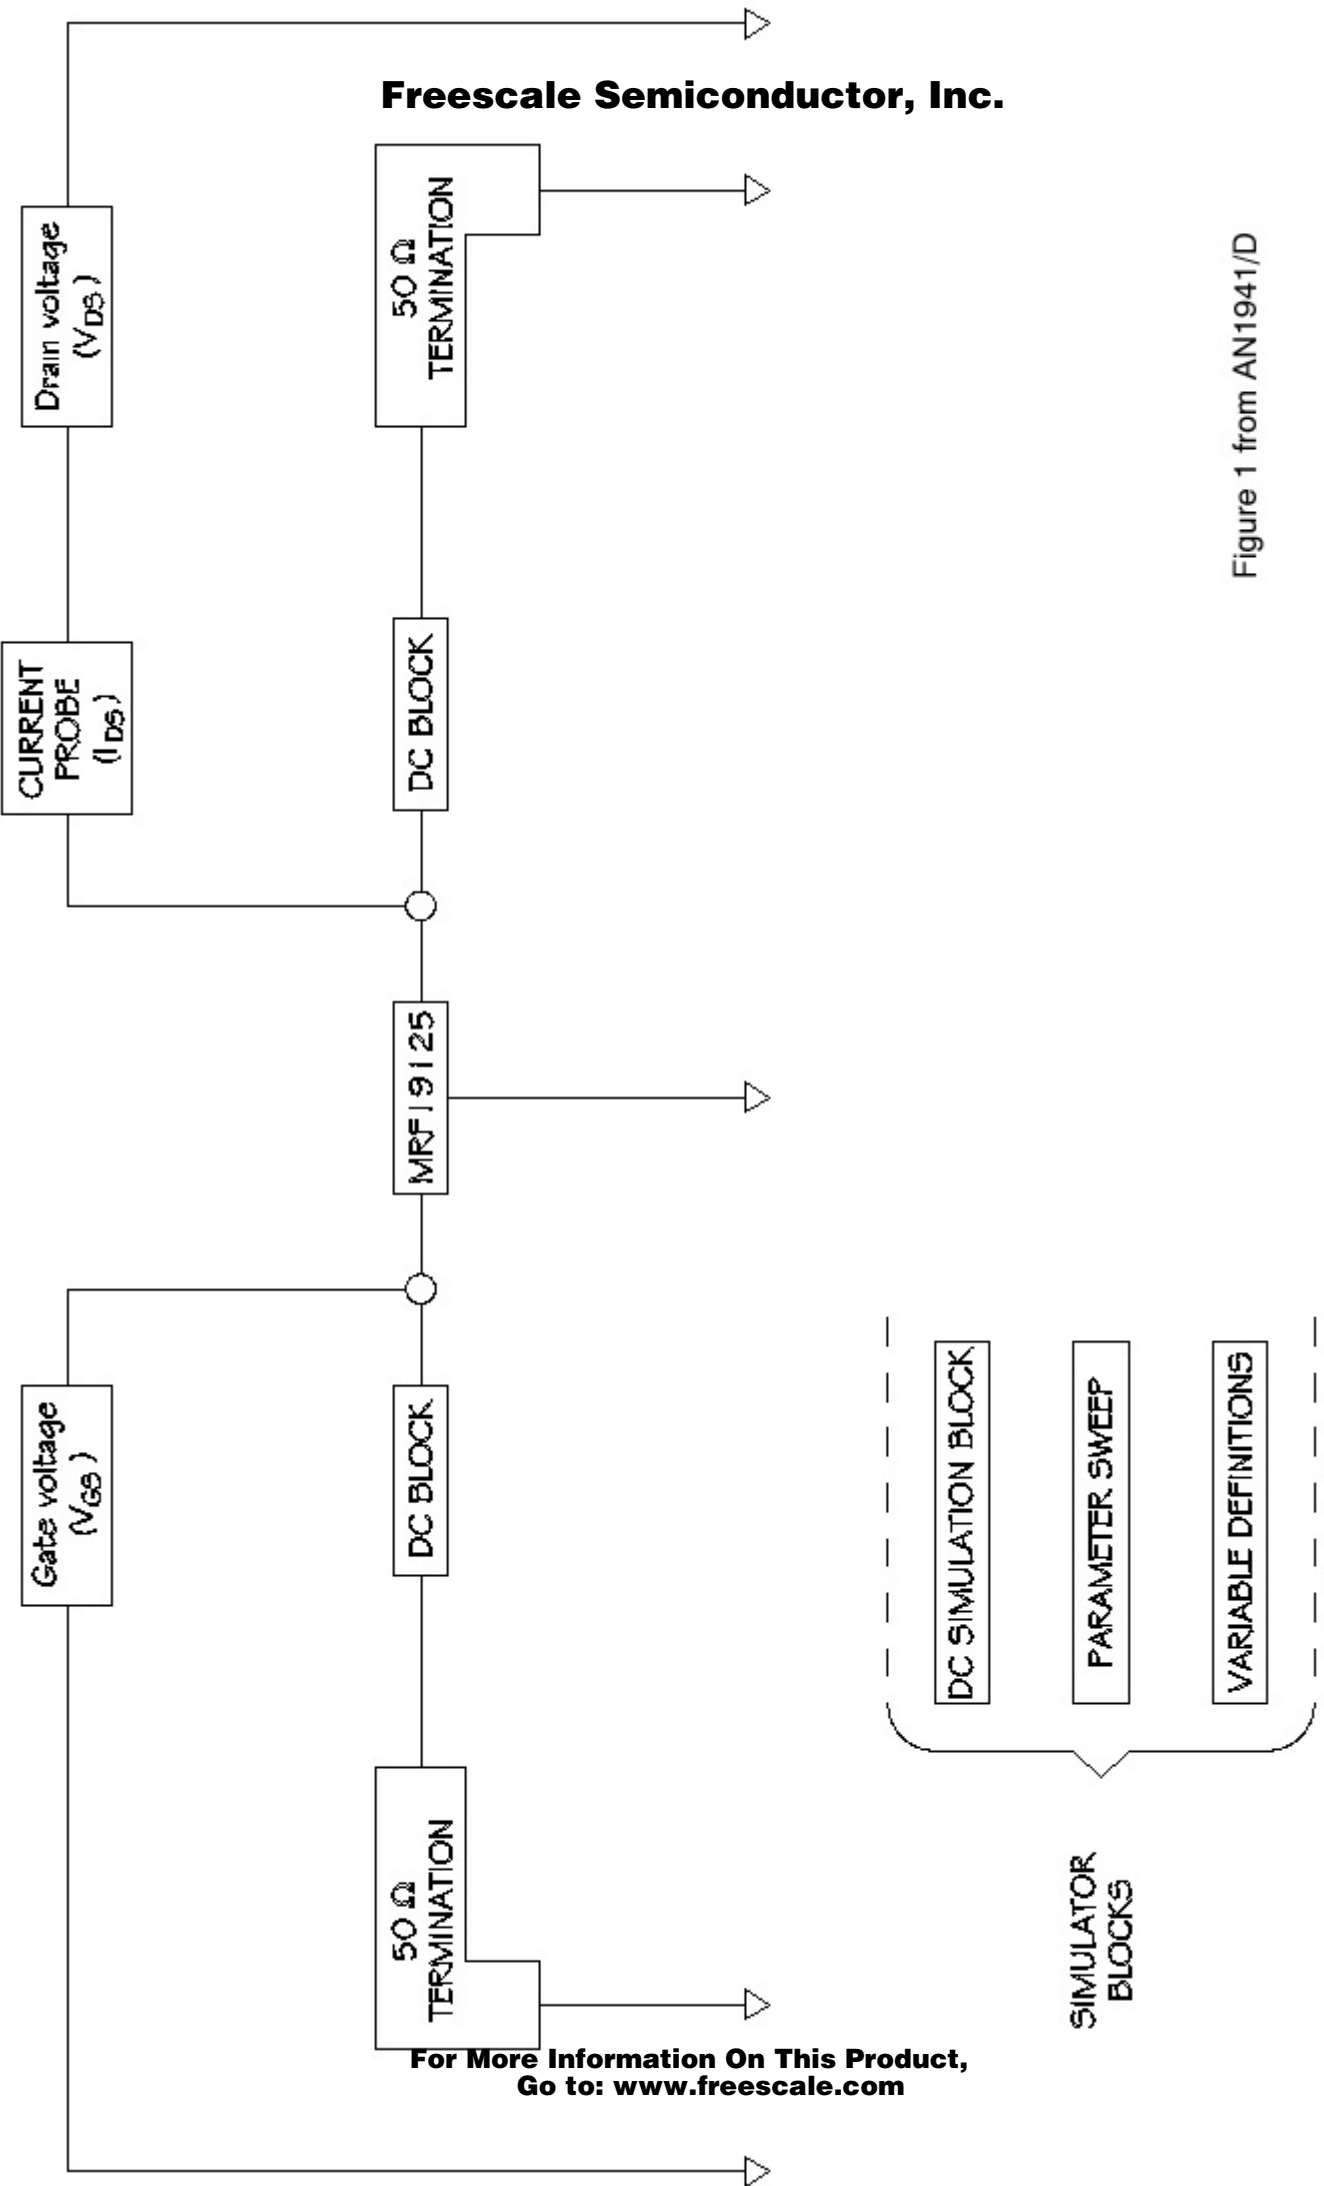 Freescale Semiconductor, Inc.
Gate voltage
(VGS)
CURRENT
PROBE
(IDS)
Drain voltage
(VDS)
50 Ω
TERMINATION
DC BLOCK
MRF19125
DC BLOCK
50 Ω
TERMINATION
SIMULATOR
BLOCKS
DC SIMULATION BLOCK
PARAMETER SWEEP
VARIABLE DEFINITIONS
Figure 1 from AN1941/D
For More Information On This Product,
Go to: www.freescale.com